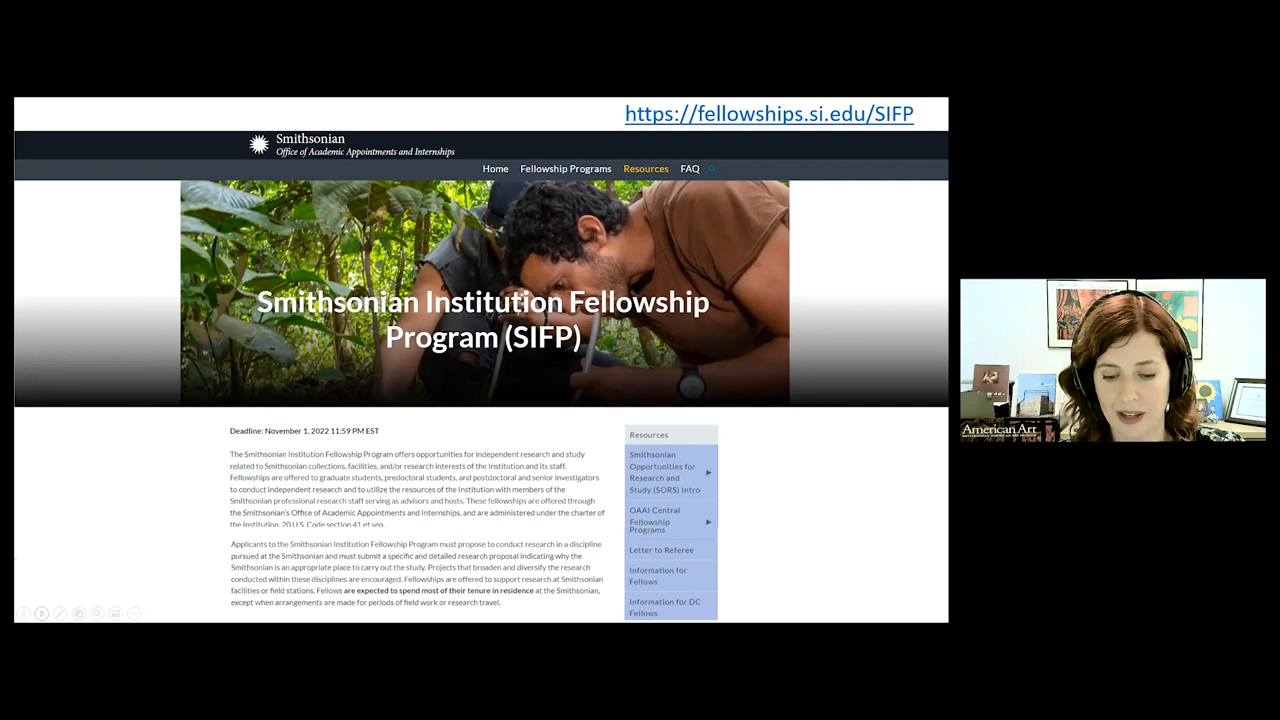 https://fellowships.si.edu/SIFP
Smithsonian
Office of Academic Appointments and Internships
Home Fellowship Programs Resources FAQ
Smithsonian Institution Fellowship
Program (SIFP)
Deadline: November 1, 2022 11:59 PM EST
The Smithsonian Institution Fellowship Program offers opportunities for independent research and study
related to Smithsonian collections, facilities, and/or research interests of the Institution and its staff.
Fellowships are offered to graduate students, predoctoral students, and postdoctoral and senior investigators
to conduct independent research and to utilize the resources of the Institution with members of the
Smithsonian professional research staff serving as advisors and hosts. These fellowships are offered through
the Smithsonian's Office of Academic Appointments and Internships, and are administered under the charter of
the Institution, 20 U.S. Code section 41 et seq.
Applicants to the Smithsonian Institution Fellowship Program must propose to conduct research in a discipline
pursued at the Smithsonian and must submit a specific and detailed research proposal indicating why the
Smithsonian is an appropriate place to carry out the study. Projects that broaden and diversify the research
conducted within these disciplines are encouraged. Fellowships are offered to support research at Smithsonian
facilities or field stations. Fellows are expected to spend most of their tenure in residence at the Smithsonian,
except when arrangements are made for periods of field work or research travel.
Resources
Smithsonian
Opportunities for
Research and
Study (SORS) Intro
OAAI Central
Fellowship
Programs
Letter to Referee
Information for
Fellows
Information for DC
Fellows
American Art
SMITHSONIAN AMERICAN ART MUSEUM